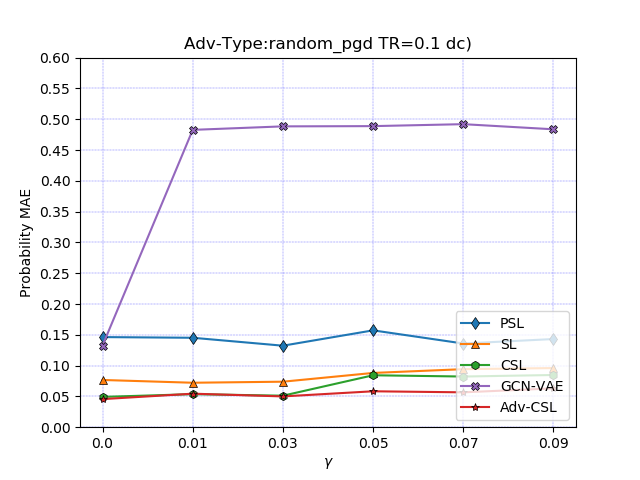 Adv-Type:random_pgd TR=0.1 dc)
0.60
0.55
0.50
0.45
0.40
0.35
0.30
0.25
0.20
0.15
0.10
0.05
0.00
Probability MAE
0.0 0.01 0.03 0.05 0.07 0.09
γ
PSL
SL
CSL
GCN-VAE
Adv-CSL